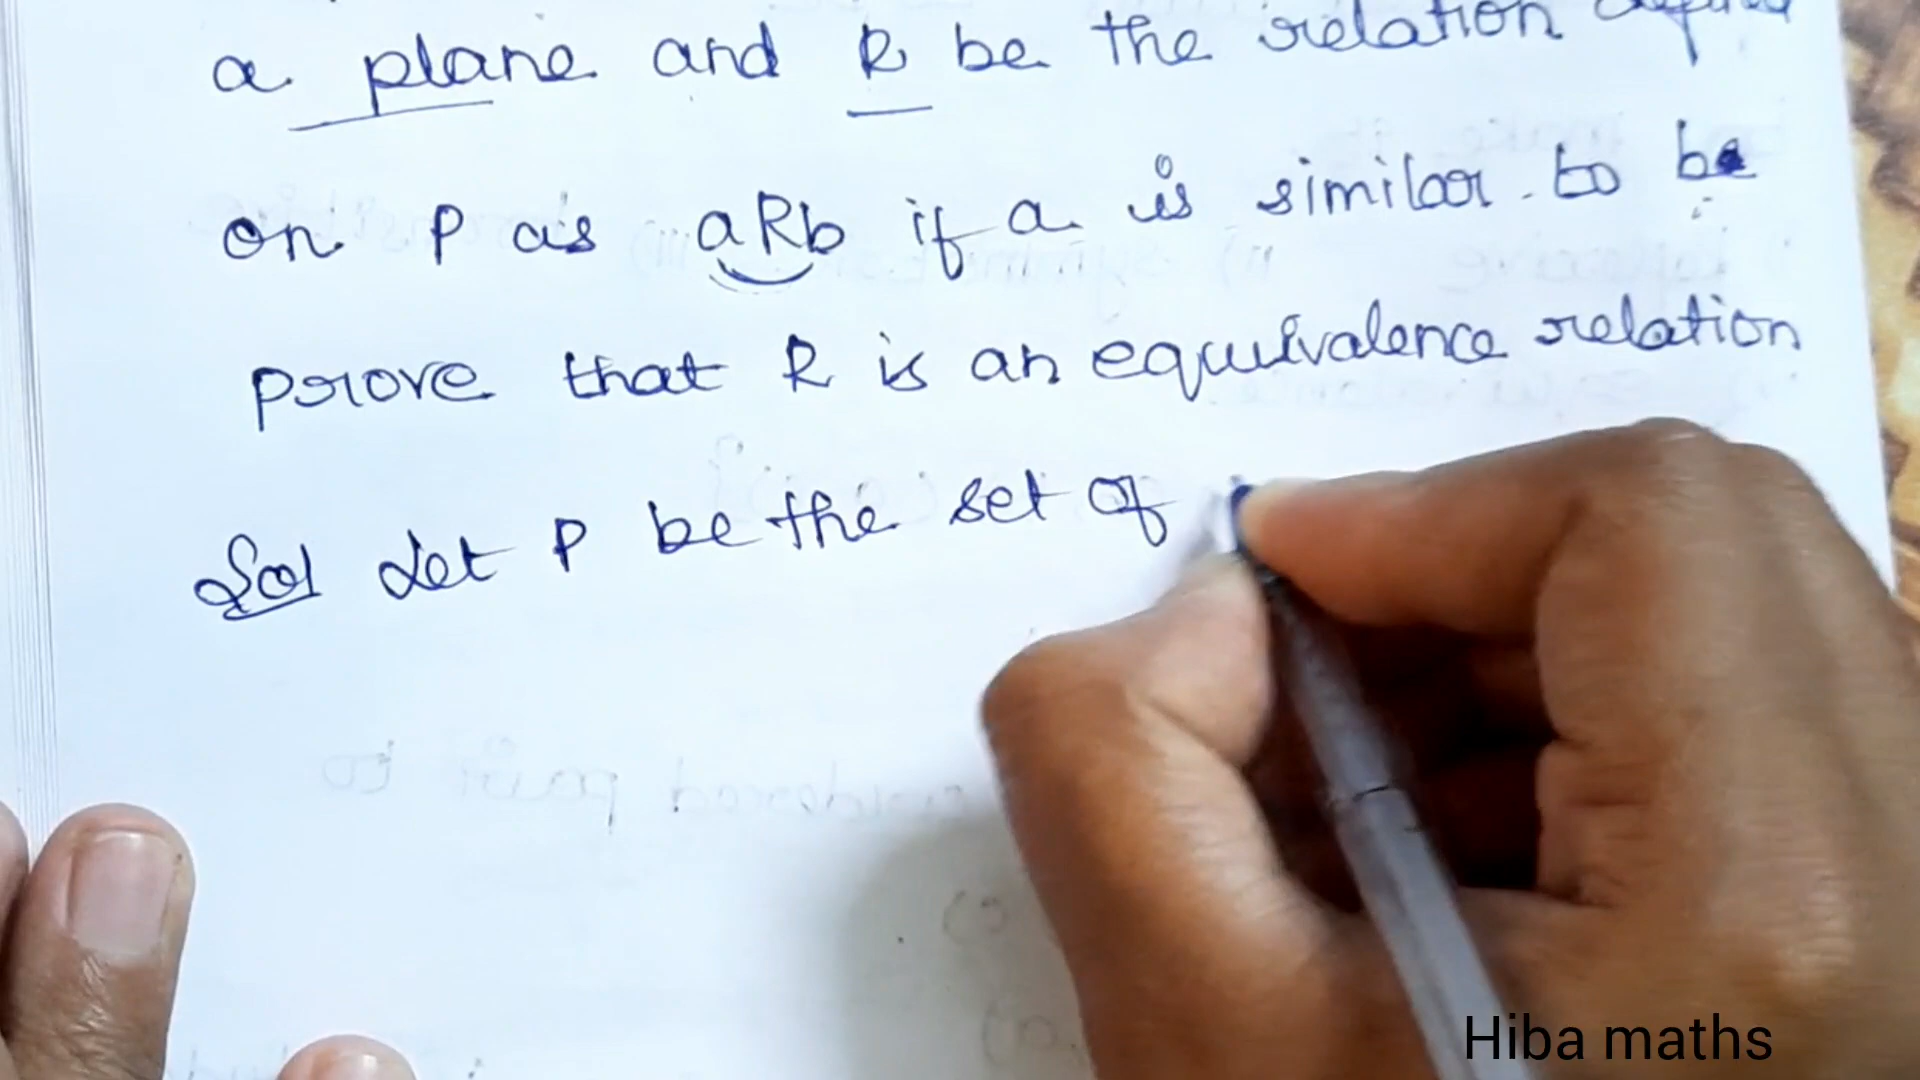 a plane and R be the relation
on P as aRb if a is similar to b
prove that R is an equivalence relation
Sol Let P be the set of
Hiba maths